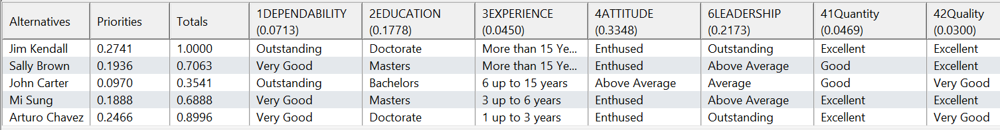 Alternatives Priorities Totals 1DEPENDABILITY (0.0713) 2EDUCATION (0.1778) 3EXPERIENCE (0.0450) 4ATTITUDE (0.3348) 6LEADERSHIP (0.2173) 41Quantity (0.0469) 42Quality (0.0300)
Jim Kendall 0.2741 1.0000 Outstanding Doctorate More than 15 Ye... Enthused Outstanding Excellent Excellent
Sally Brown 0.1936 0.7063 Very Good Masters More than 15 Ye... Enthused Above Average Good Excellent
John Carter 0.0970 0.3541 Outstanding Bachelors 6 up to 15 years Above Average Average Good Very Good
Mi Sung 0.1888 0.6888 Very Good Masters 3 up to 6 years Enthused Above Average Excellent Excellent
Arturo Chavez 0.2466 0.8996 Very Good Doctorate 1 up to 3 years Enthused Outstanding Excellent Very Good